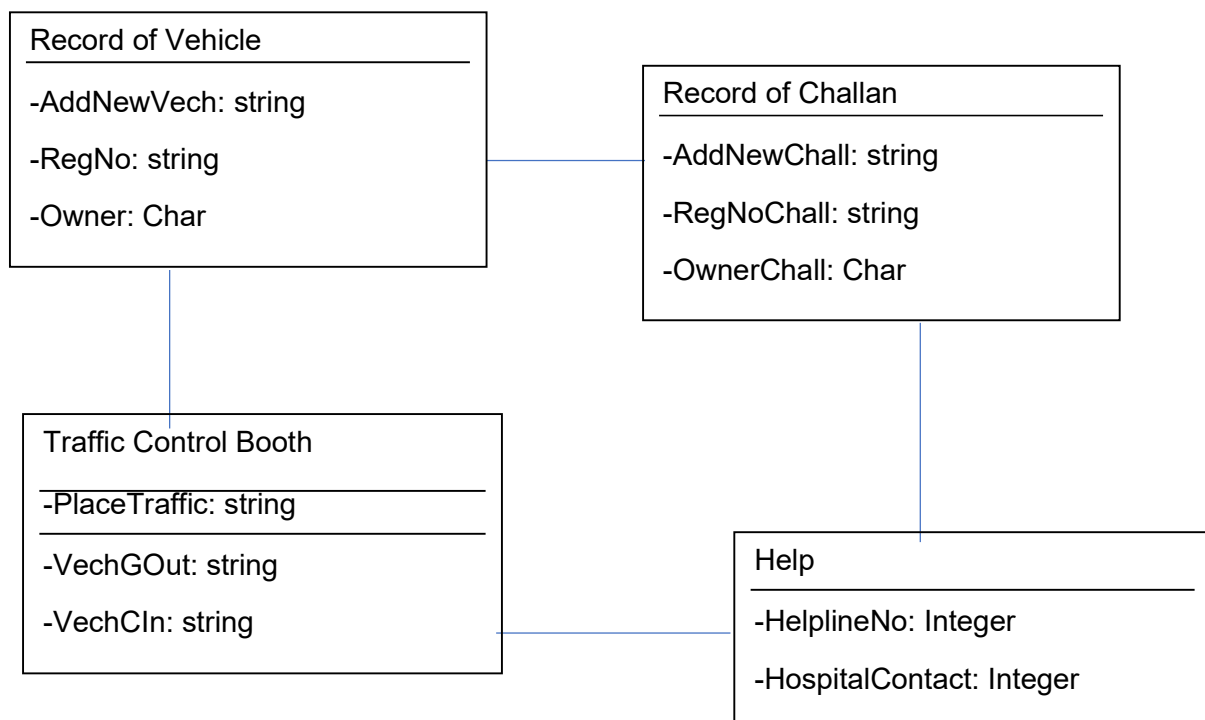 Record of Vehicle
-AddNewVech: string
-RegNo: string
-Owner: Char
Record of Challan
-AddNewChall: string
-RegNoChall: string
-OwnerChall: Char
Traffic Control Booth
-PlaceTraffic: string
-VechGOut: string
-VechCIn: string
Help
-HelplineNo: Integer
-HospitalContact: Integer